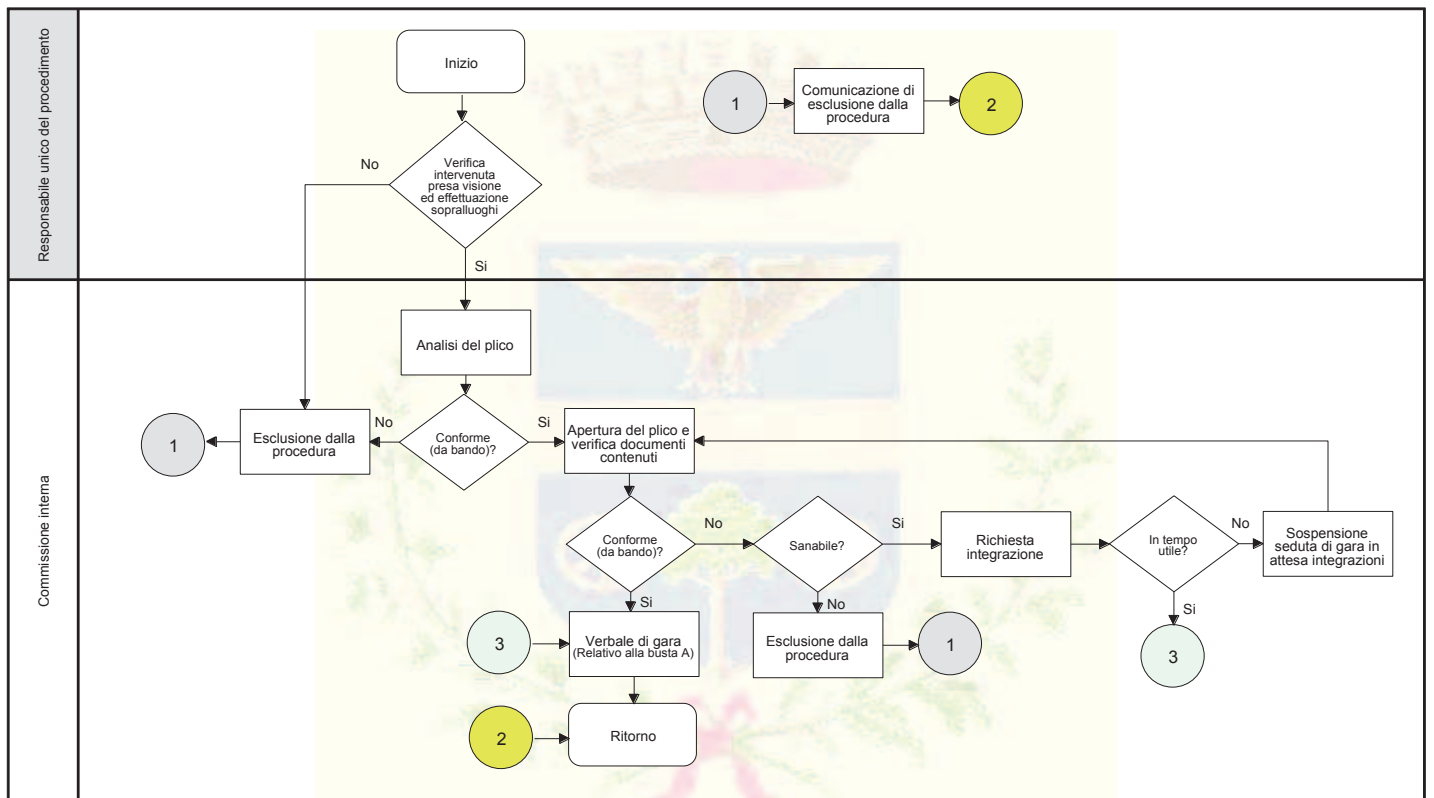 Responsabile unico del procedimento
Inizio
1
Comunicazione di
esclusione dalla
procedura
2
No
Verifica
intervenuta
presa visione
ed effettuazione
sopralluoghi
Si
Commissione interna
Analisi del plico
1
Esclusione dalla
procedura
No
Conforme
(da bando)?
Si
Apertura del plico e
verifica documenti
contenuti
Conforme
(da bando)?
No
Sanabile?
Si
Richiesta
integrazione
In tempo
utile?
No
Sospensione
seduta di gara in
attesa integrazioni
Si
No
Si
3
Verbale di gara
(Relativo alla busta A)
Esclusione dalla
procedura
1
3
2
Ritorno